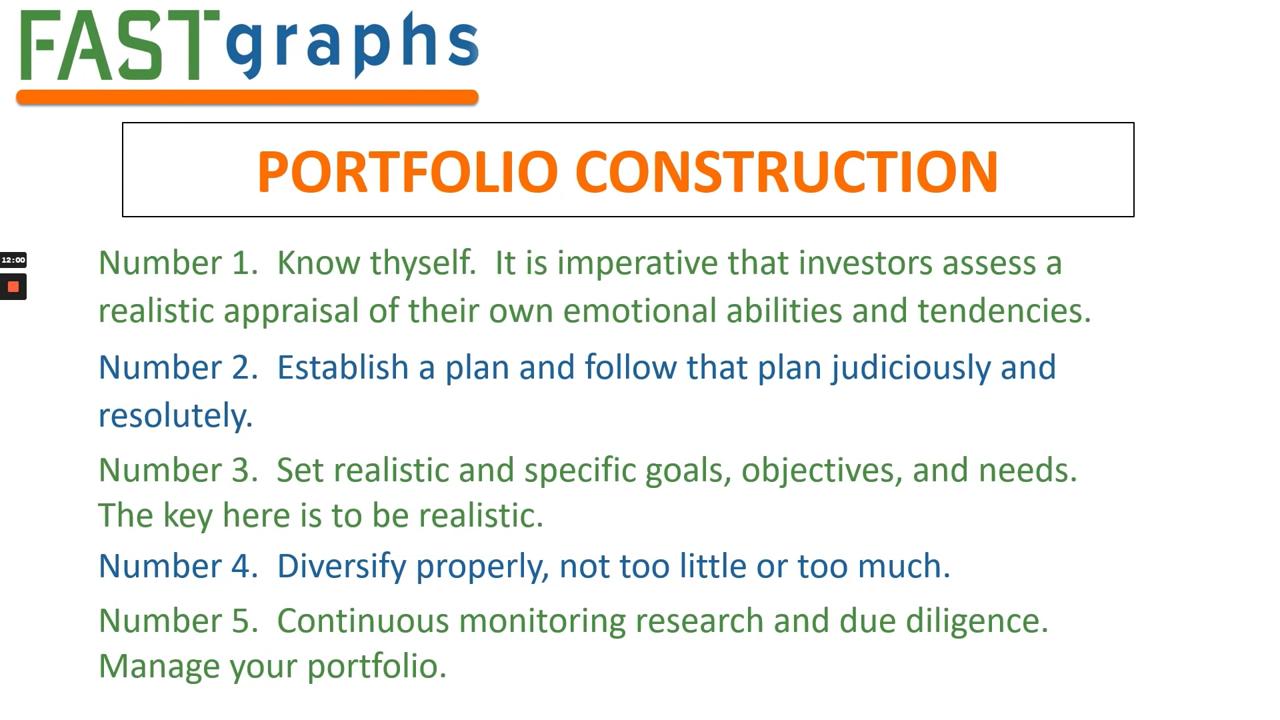 FAST graphs
PORTFOLIO CONSTRUCTION
12:00
Number 1.  Know thyself.  It is imperative that investors assess a
realistic appraisal of their own emotional abilities and tendencies.
Number 2.  Establish a plan and follow that plan judiciously and
resolutely.
Number 3.  Set realistic and specific goals, objectives, and needs.
The key here is to be realistic.
Number 4.  Diversify properly, not too little or too much.
Number 5.  Continuous monitoring research and due diligence.
Manage your portfolio.